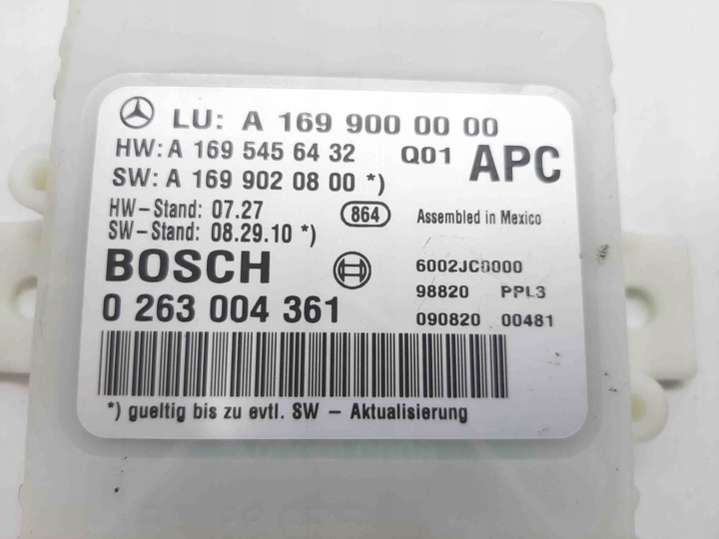 LU: A 169 900 00 00
HW: A 169 545 64 32 Q01 APC
SW: A 169 902 08 00 *)
HW-Stand: 07.27 864 Assembled in Mexico
SW-Stand: 08.29.10 *)
BOSCH 6002JC0000
98820 PPL3
0 263 004 361 090820 00481
*) gueltig bis zu evtl. SW - Aktualisierung